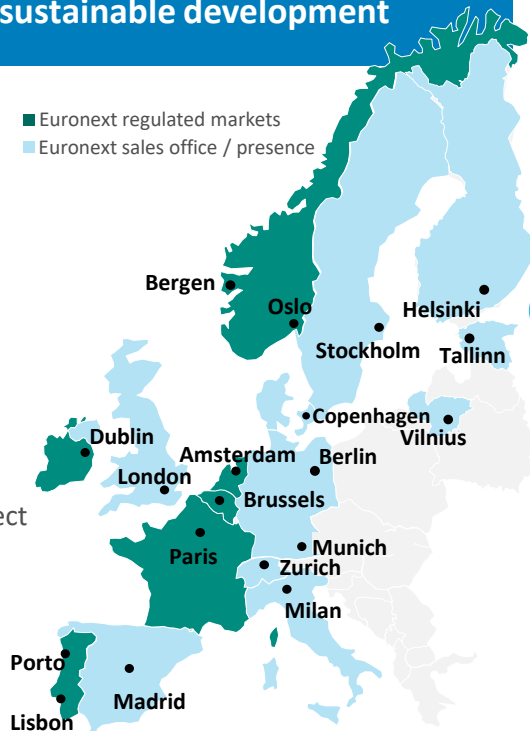 sustainable development
Euronext regulated markets
Euronext sales office / presence
Bergen
Oslo
Helsinki
Stockholm
Tallinn
Copenhagen
Vilnius
Dublin
Amsterdam
Berlin
London
Brussels
ect
Paris
Munich
Zurich
Milan
Porto
Madrid
Lisbon